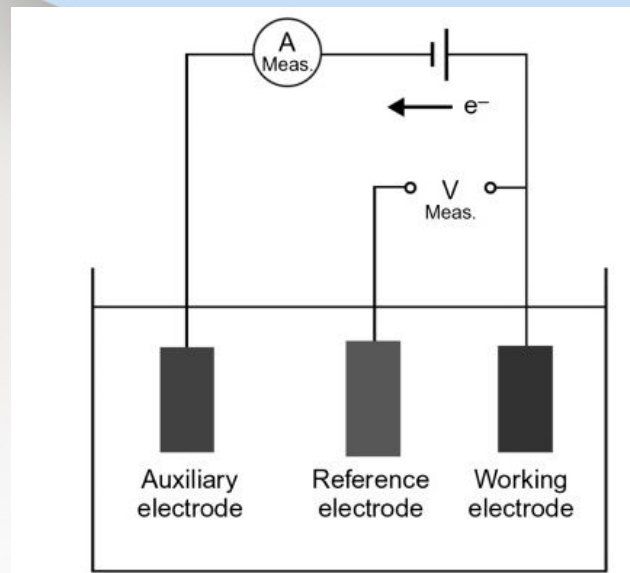 A
Meas.
e⁻
V
Meas.
Auxiliary
electrode
Reference
electrode
Working
electrode